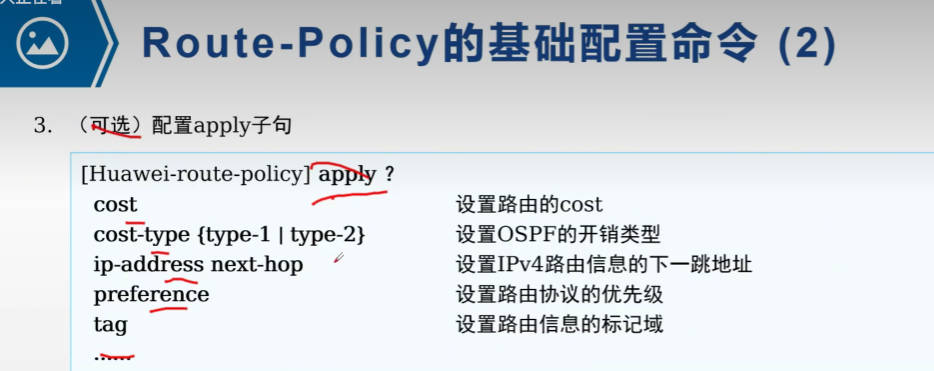 Route-Policy的基础配置命令 (2)
3. （可选）配置apply子句
[Huawei-route-policy] apply ?
cost 设置路由的cost
cost-type {type-1 | type-2} 设置OSPF的开销类型
ip-address next-hop 设置IPv4路由信息的下一跳地址
preference 设置路由协议的优先级
tag 设置路由信息的标记域
......